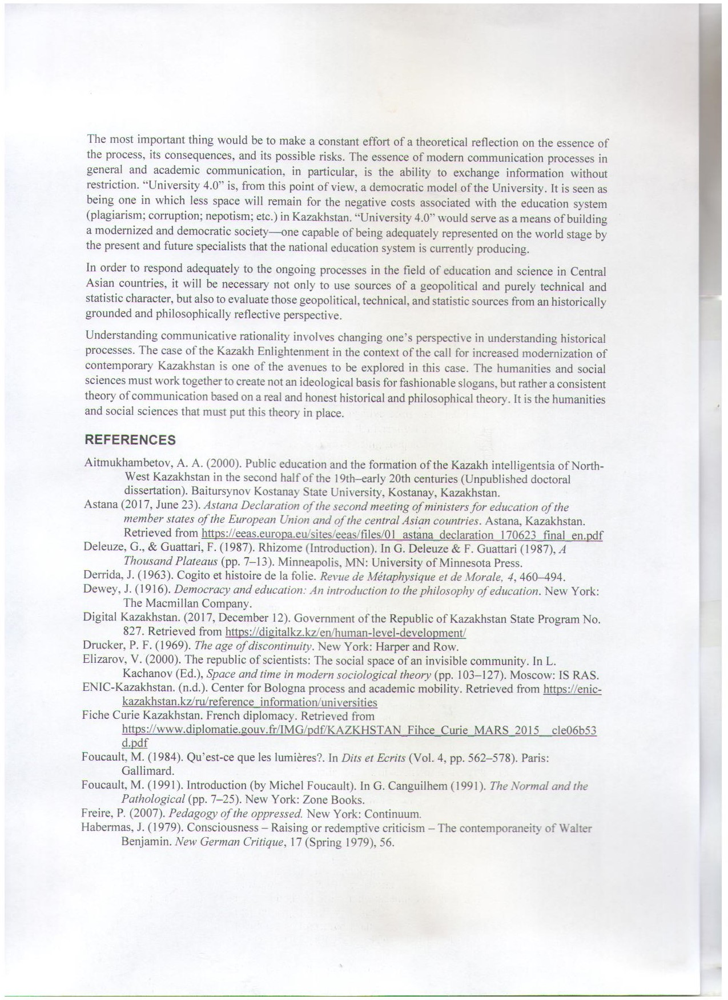 The most important thing would be to make a constant effort of a theoretical reflection on the essence of
the process, its consequences, and its possible risks. The essence of modern communication processes in
general and academic communication, in particular, is the ability to exchange information without
restriction. “University 4.0” is, from this point of view, a democratic model of the University. It is seen as
being one in which less space will remain for the negative costs associated with the education system
(plagiarism; corruption; nepotism; etc.) in Kazakhstan. “University 4.0” would serve as a means of building
a modernized and democratic society—one capable of being adequately represented on the world stage by
the present and future specialists that the national education system is currently producing.
In order to respond adequately to the ongoing processes in the field of education and science in Central
Asian countries, it will be necessary not only to use sources of a geopolitical and purely technical and
statistic character, but also to evaluate those geopolitical, technical, and statistic sources from an historically
grounded and philosophically reflective perspective.
Understanding communicative rationality involves changing one’s perspective in understanding historical
processes. The case of the Kazakh Enlightenment in the context of the call for increased modernization of
contemporary Kazakhstan is one of the avenues to be explored in this case. The humanities and social
sciences must work together to create not an ideological basis for fashionable slogans, but rather a consistent
theory of communication based on a real and honest historical and philosophical theory. It is the humanities
and social sciences that must put this theory in place.
REFERENCES
Aitmukhambetov, A. A. (2000). Public education and the formation of the Kazakh intelligentsia of North-
West Kazakhstan in the second half of the 19th–early 20th centuries (Unpublished doctoral
dissertation). Baitursynov Kostanay State University, Kostanay, Kazakhstan.
Astana (2017, June 23). Astana Declaration of the second meeting of ministers for education of the
member states of the European Union and of the central Asian countries. Astana, Kazakhstan.
Retrieved from https://eeas.europa.eu/sites/eeas/files/01_astana_declaration_170623_final_en.pdf
Deleuze, G., & Guattari, F. (1987). Rhizome (Introduction). In G. Deleuze & F. Guattari (1987), A
Thousand Plateaus (pp. 7–13). Minneapolis, MN: University of Minnesota Press.
Derrida, J. (1963). Cogito et histoire de la folie. Revue de Métaphysique et de Morale, 4, 460–494.
Dewey, J. (1916). Democracy and education: An introduction to the philosophy of education. New York:
The Macmillan Company.
Digital Kazakhstan. (2017, December 12). Government of the Republic of Kazakhstan State Program No.
827. Retrieved from https://digitalkz.kz/en/human-level-development/
Drucker, P. F. (1969). The age of discontinuity. New York: Harper and Row.
Elizarov, V. (2000). The republic of scientists: The social space of an invisible community. In L.
Kachanov (Ed.), Space and time in modern sociological theory (pp. 103–127). Moscow: IS RAS.
ENIC-Kazakhstan. (n.d.). Center for Bologna process and academic mobility. Retrieved from https://enic-
kazakhstan.kz/ru/reference_information/universities
Fiche Curie Kazakhstan. French diplomacy. Retrieved from
https://www.diplomatie.gouv.fr/IMG/pdf/KAZKHSTAN_Fihce_Curie_MARS_2015__cle06b53
d.pdf
Foucault, M. (1984). Qu’est-ce que les lumières?. In Dits et Ecrits (Vol. 4, pp. 562–578). Paris:
Gallimard.
Foucault, M. (1991). Introduction (by Michel Foucault). In G. Canguilhem (1991). The Normal and the
Pathological (pp. 7–25). New York: Zone Books.
Freire, P. (2007). Pedagogy of the oppressed. New York: Continuum.
Habermas, J. (1979). Consciousness – Raising or redemptive criticism – The contemporaneity of Walter
Benjamin. New German Critique, 17 (Spring 1979), 56.